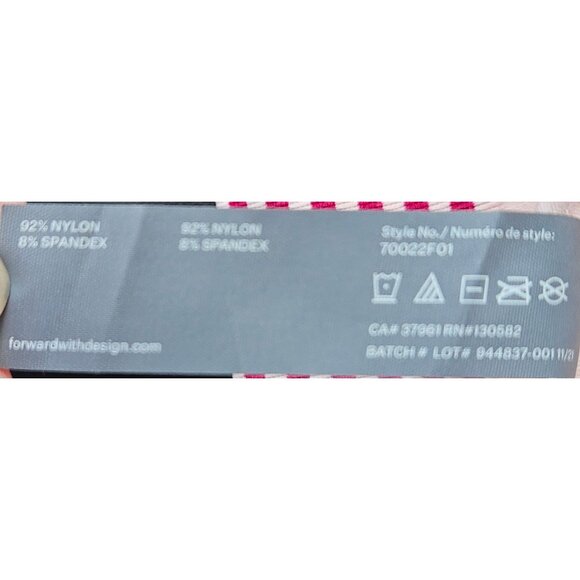 92% NYLON
8% SPANDEX
92% NYLON
8% SPANDEX
Style No./ Numéro de style:
70022F01
CA# 37961 RN#130582
forwardwithdesign.com
BATCH # LOT# 944837-001 11/21